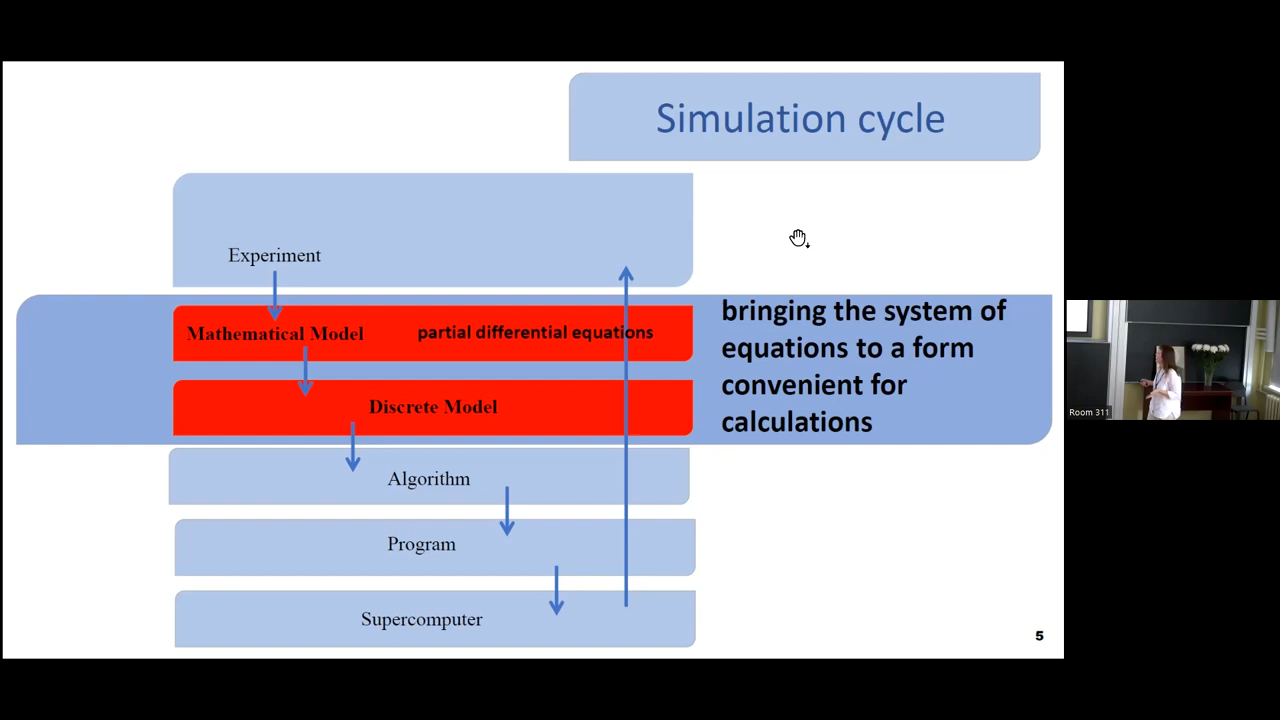 Simulation cycle
Experiment
Mathematical Model partial differential equations
bringing the system of
equations to a form
convenient for
calculations
Discrete Model
Algorithm
Program
Supercomputer
5
Room 311